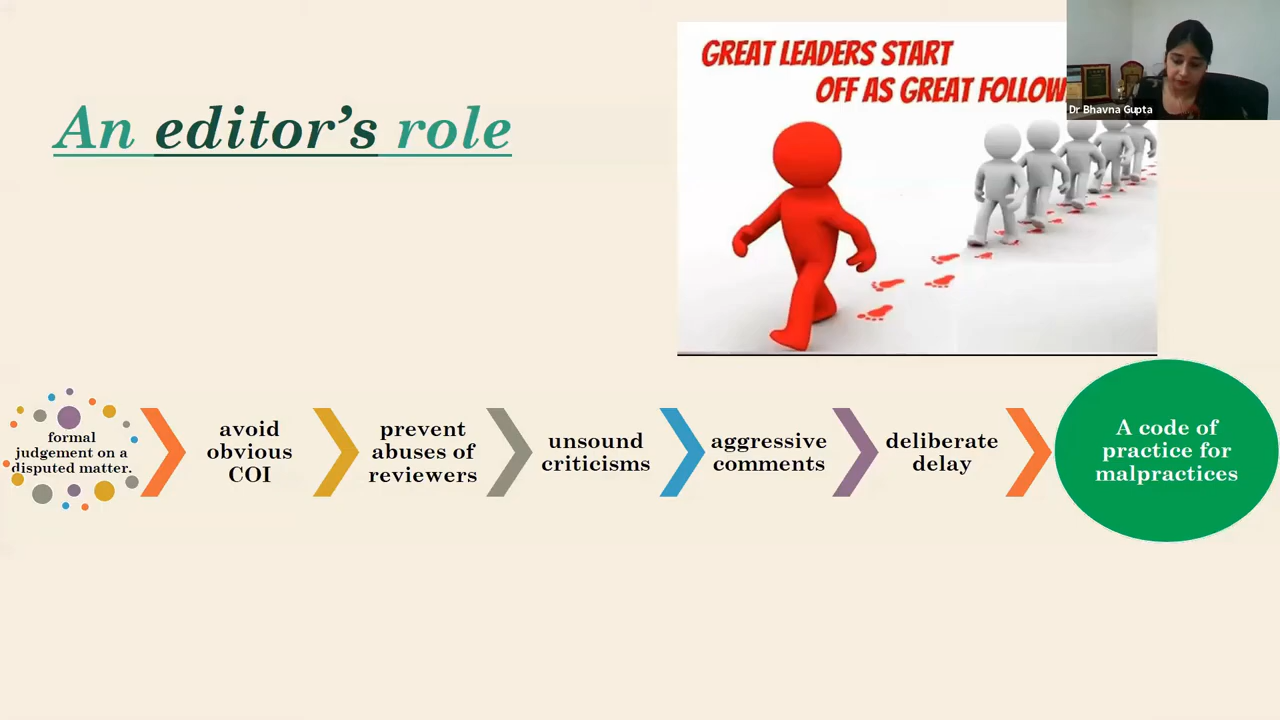 GREAT LEADERS START
OFF AS GREAT FOLLOW
Dr Bhavna Gupta
An editor's role
formal
judgement on a
disputed matter.
avoid
obvious
COI
prevent
abuses of
reviewers
unsound
criticisms
aggressive
comments
deliberate
delay
A code of
practice for
malpractices